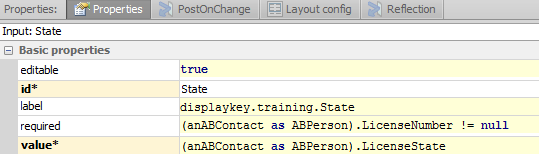 Properties: Properties PostOnChange Layout config Reflection
Input: State
Basic properties
editable true
id* State
label displaykey.training.State
required (anABContact as ABPerson).LicenseNumber != null
value* (anABContact as ABPerson).LicenseState